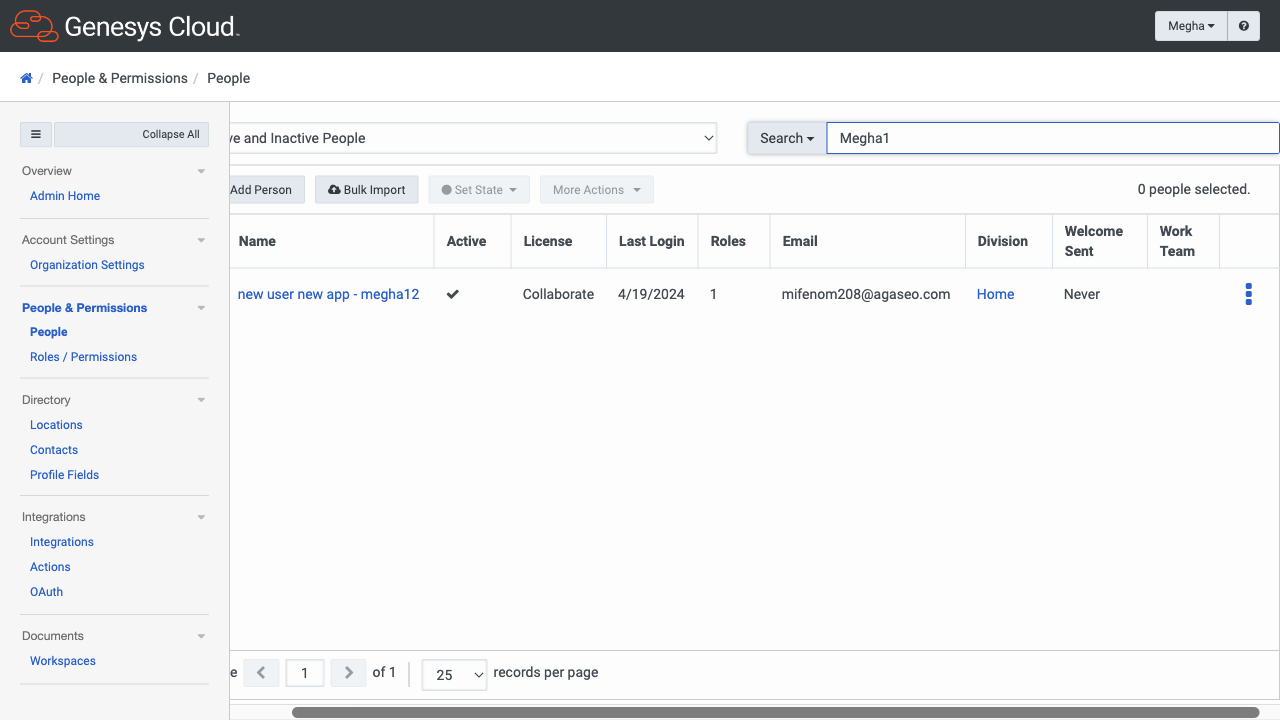 Genesys Cloud
Megha
/ People & Permissions / People
Collapse All
Overview
Admin Home
Account Settings
Organization Settings
People & Permissions
People
Roles / Permissions
Directory
Locations
Contacts
Profile Fields
Integrations
Integrations
Actions
OAuth
Documents
Workspaces
ve and Inactive People
Search
Megha1
Add Person
Bulk Import
Set State
More Actions
0 people selected.
Name Active License Last Login Roles Email Division Welcome Sent Work Team
new user new app - megha12 Collaborate 4/19/2024 1 mifenom208@agaseo.com Home Never
e 1 of 1 25 records per page